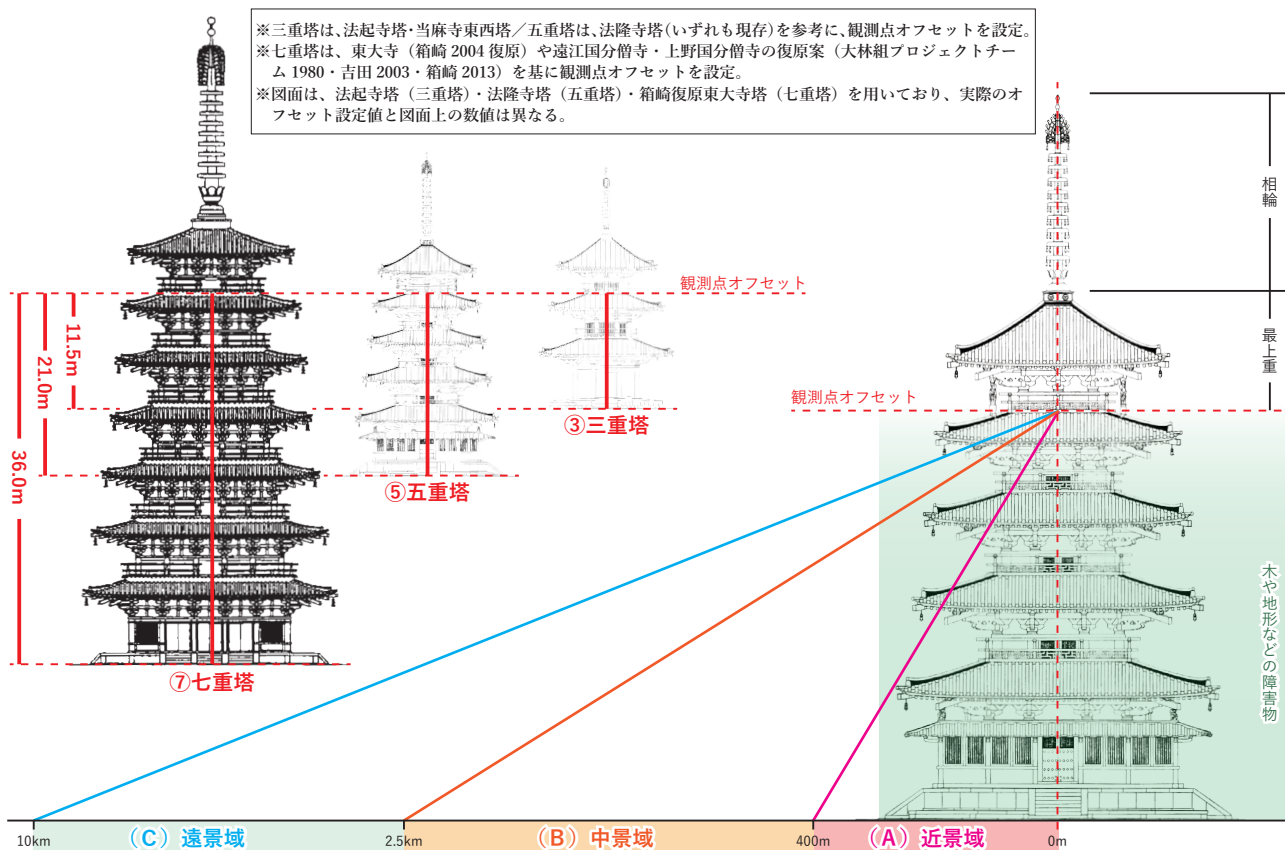 ※三重塔は、法起寺塔・当麻寺東西塔／五重塔は、法隆寺塔（いずれも現存）を参考に、観測点オフセットを設定。
※七重塔は、東大寺（箱崎 2004 復原）や遠江国分僧寺・上野国分僧寺の復原案（大林組プロジェクトチー
ム 1980・吉田 2003・箱崎 2013）を基に観測点オフセットを設定。
※図面は、法起寺塔（三重塔）・法隆寺塔（五重塔）・箱崎復原東大寺塔（七重塔）を用いており、実際のオ
フセット設定値と図面上の数値は異なる。
観測点オフセット
11.5m
21.0m
36.0m
③三重塔
⑤五重塔
⑦七重塔
相輪
最上重
観測点オフセット
木や地形などの障害物
（C）遠景域
（B）中景域
（A）近景域
10km
2.5km
400m
0m